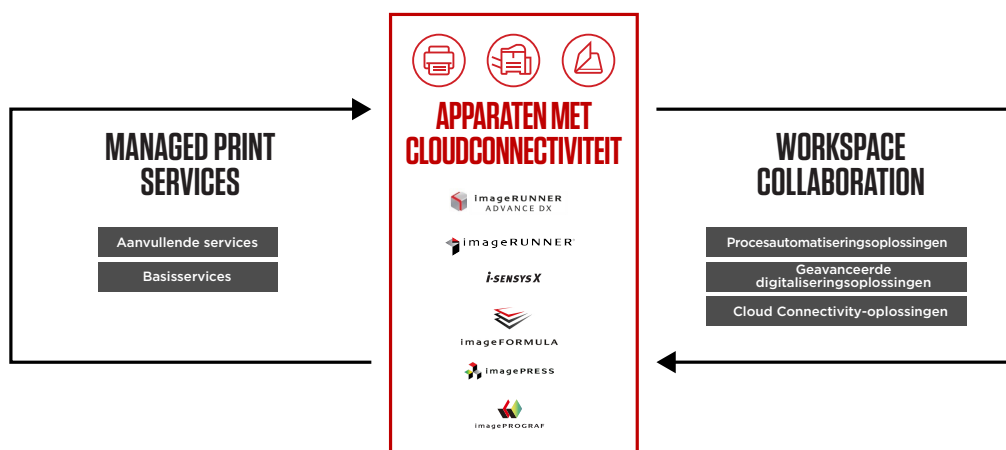 MANAGED PRINT
SERVICES
Aanvullende services
Basisservices
APPARATEN MET
CLOUDCONNECTIVITEIT
imageRUNNER
ADVANCE DX
imageRUNNER
i-SENSYS X
imageFORMULA
imagePRESS
imagePROGRAF
WORKSPACE
COLLABORATION
Procesautomatiseringsoplossingen
Geavanceerde
digitaliseringsoplossingen
Cloud Connectivity-oplossingen